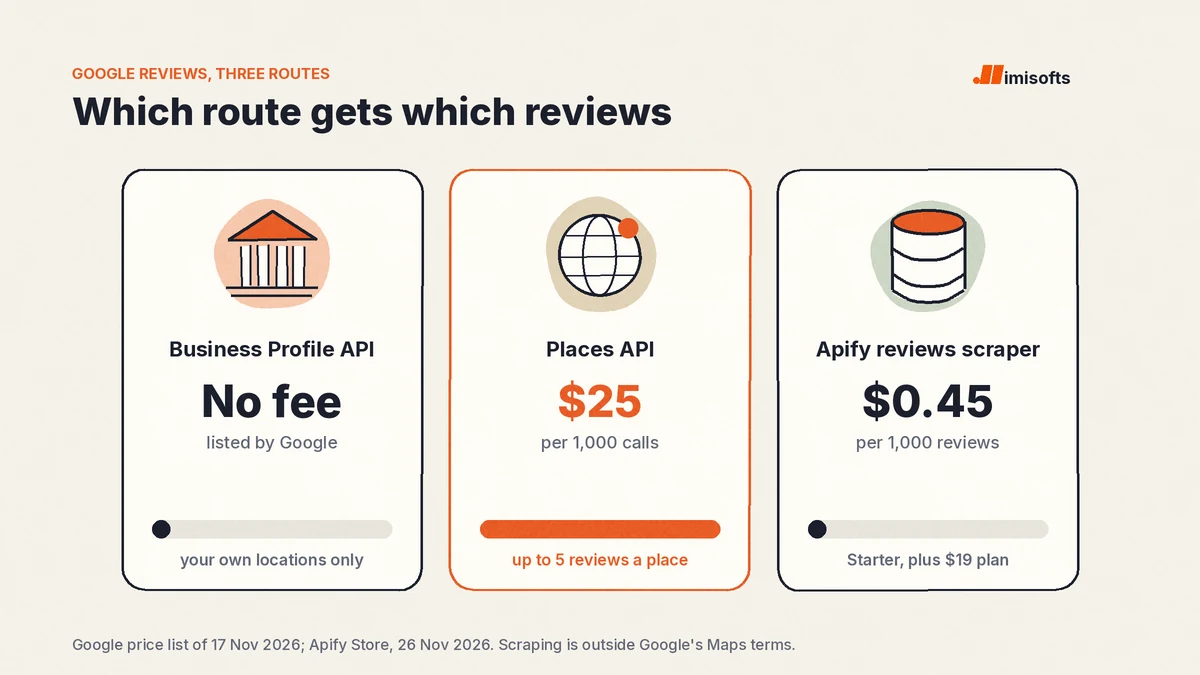 GOOGLE REVIEWS, THREE ROUTES
imisofts
Which route gets which reviews
Business Profile API
No fee
listed by Google
your own locations only
Places API
$25
per 1,000 calls
up to 5 reviews a place
Apify reviews scraper
$0.45
per 1,000 reviews
Starter, plus $19 plan
Google price list of 17 Nov 2026; Apify Store, 26 Nov 2026. Scraping is outside Google's Maps terms.